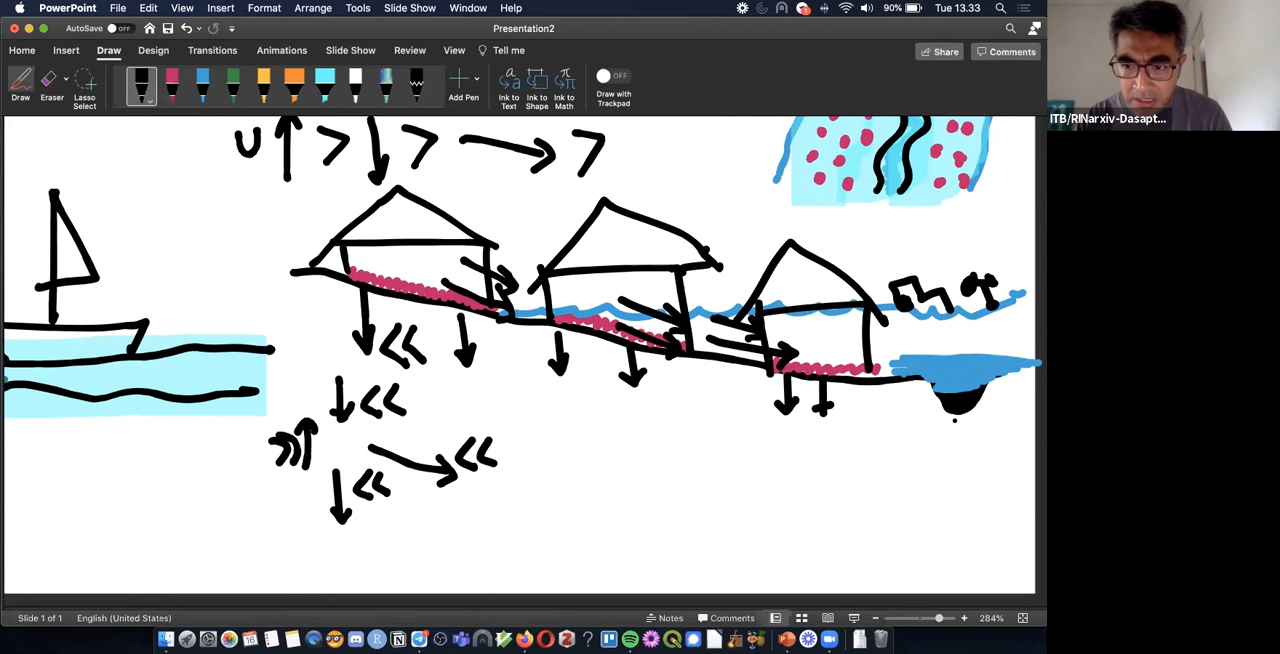 PowerPoint File Edit View Insert Format Arrange Tools Slide Show Window Help 90% Tue 13.33
AutoSave OFF Presentation2
Home Insert Draw Design Transitions Animations Slide Show Review View Tell me Share Comments
Draw Eraser Lasso Select Add Pen Ink to Text Ink to Shape Ink to Math OFF Draw with Trackpad
ITB/RINarxiv-Dasapt...
U ↑ > ↓ > → >
↓ <<
↓ <<
>>> ↑ ↘ <<
↓ <<
Slide 1 of 1 English (United States) Notes Comments 284%